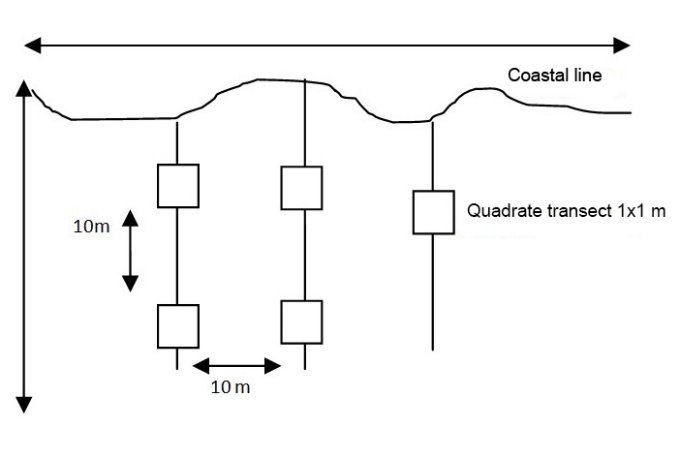 Coastal line
Quadrate transect 1x1 m
10m
10 m